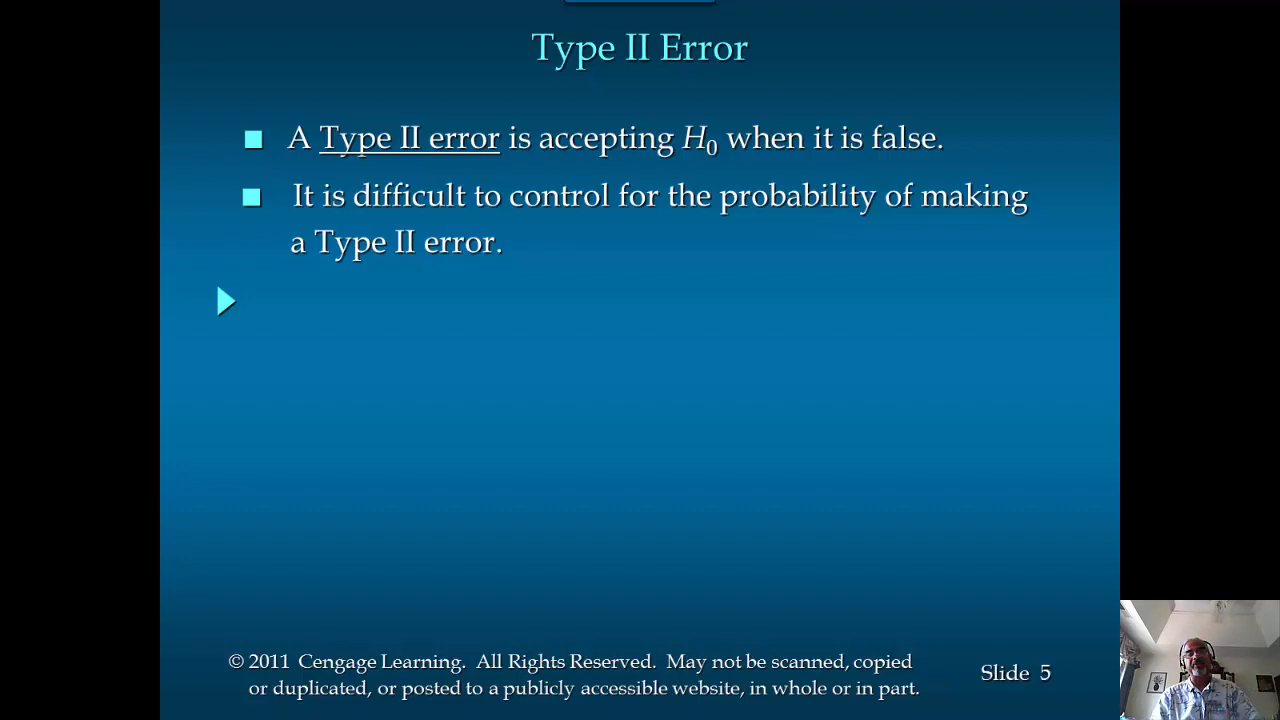 Type II Error
A Type II error is accepting H0 when it is false.
It is difficult to control for the probability of making
a Type II error.
© 2011 Cengage Learning. All Rights Reserved. May not be scanned, copied
or duplicated, or posted to a publicly accessible website, in whole or in part.
Slide 5